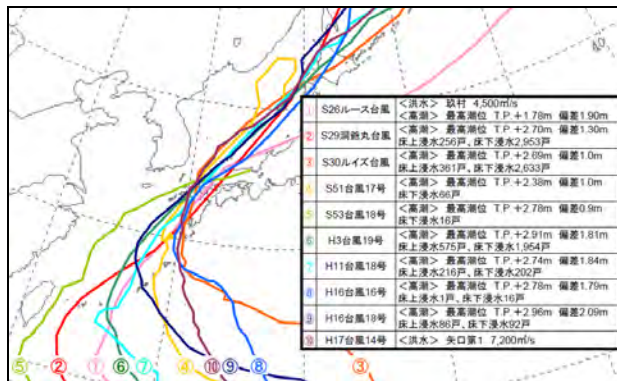 40
① S26ルース台風 <洪水> 玖村 4,500㎥/s
<高潮> 最高潮位 T.P.+1.78m 偏差1.90m
② S29洞爺丸台風 <高潮> 最高潮位 T.P.+2.70m 偏差1.30m
床上浸水256戸、床下浸水2,953戸
③ S30ルイズ台風 <高潮> 最高潮位 T.P.+2.69m 偏差1.0m
床上浸水361戸、床下浸水2,633戸
④ S51台風17号 <高潮> 最高潮位 T.P.+2.38m 偏差1.0m
床下浸水66戸
⑤ S53台風18号 <高潮> 最高潮位 T.P.+2.78m 偏差0.9m
床下浸水16戸
⑥ H3台風19号 <高潮> 最高潮位 T.P.+2.91m 偏差1.81m
床上浸水575戸、床下浸水1,954戸
⑦ H11台風18号 <高潮> 最高潮位 T.P.+2.74m 偏差1.84m
床上浸水216戸、床下浸水202戸
⑧ H16台風16号 <高潮> 最高潮位 T.P.+2.78m 偏差1.79m
床上浸水1戸、床下浸水16戸
⑨ H16台風18号 <高潮> 最高潮位 T.P.+2.96m 偏差2.09m
床上浸水86戸、床下浸水92戸
⑩ H17台風14号 <洪水> 矢口第1 7,200㎥/s
⑤ ② ① ⑥ ⑦ ④ ⑩ ⑨ ⑧ ③